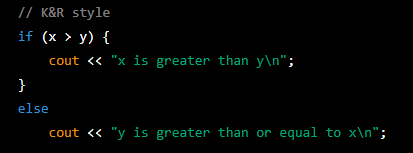 // K&R style
if (x > y) {
    cout << "x is greater than y\n";
}
else
    cout << "y is greater than or equal to x\n";